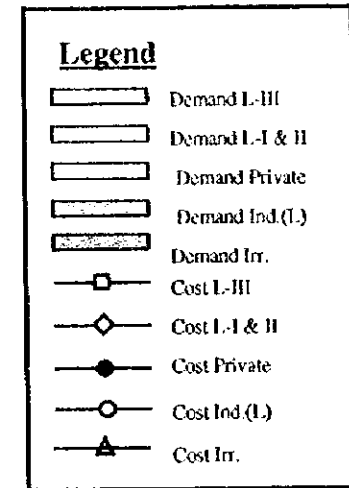 Legend
Demand L-III
Demand L-I & II
Demand Private
Demand Ind.(L)
Demand Irr.
Cost L-III
Cost L-I & II
Cost Private
Cost Ind.(L)
Cost Irr.